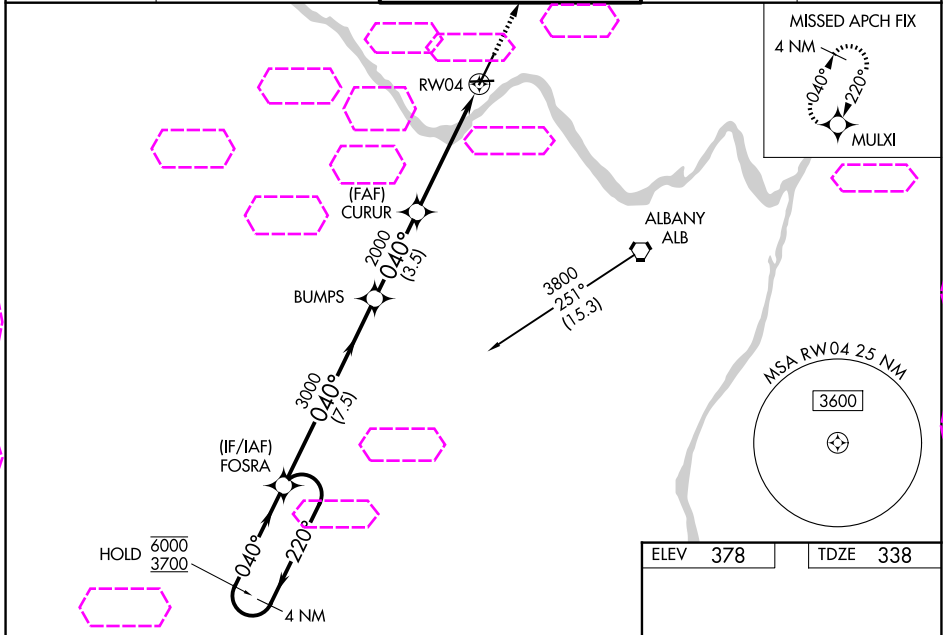 MISSED APCH FIX
4 NM
040°
220°
MULXI
RW04
(FAF)
CURUR
ALBANY
ALB
2000
040°
(3.5)
3800
251°
(15.3)
BUMPS
3000
040°
(7.5)
MSA RW04 25 NM
3600
(IF/IAF)
FOSRA
HOLD
6000
3700
040°
220°
4 NM
ELEV 378
TDZE 338